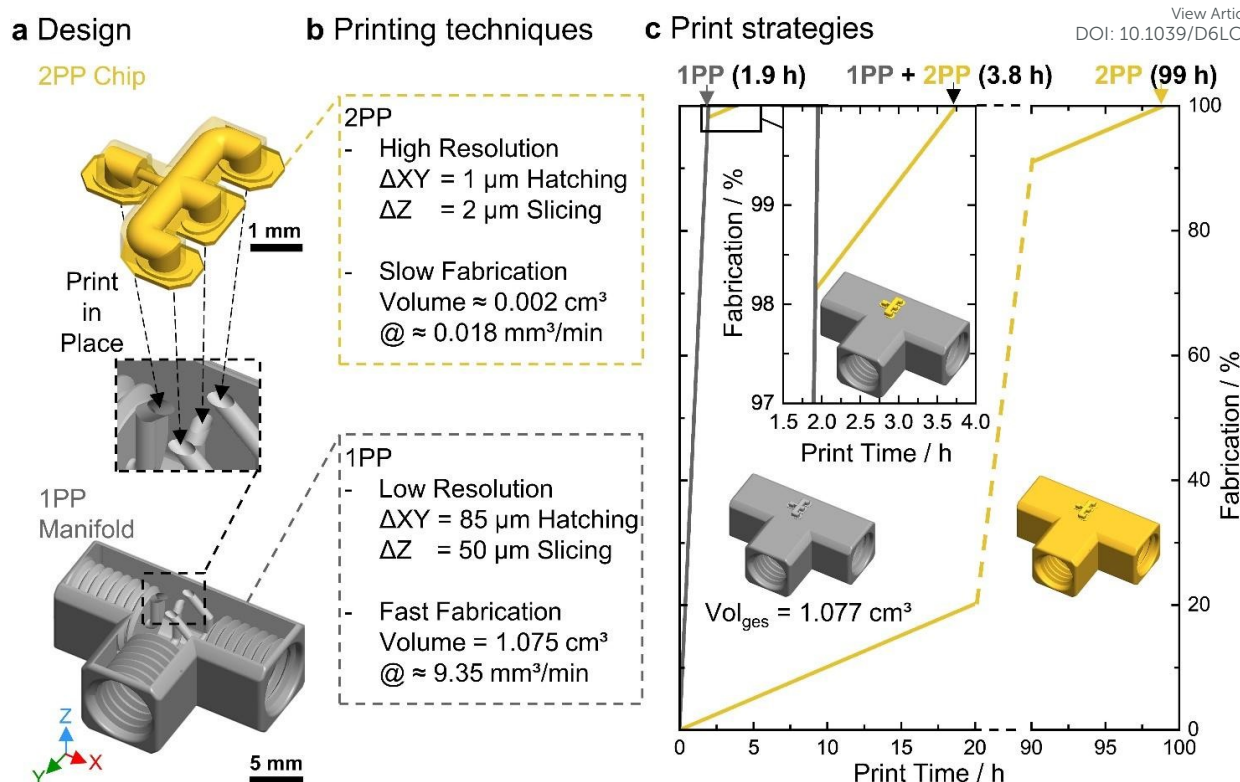 View Artic
DOI: 10.1039/D6LC
a Design
2PP Chip
1 mm
Print
in
Place
1PP
Manifold
Z
X
Y
5 mm
b Printing techniques
2PP
- High Resolution
ΔXY = 1 µm Hatching
ΔZ = 2 µm Slicing
- Slow Fabrication
Volume ≈ 0.002 cm³
@ ≈ 0.018 mm³/min
1PP
- Low Resolution
ΔXY = 85 µm Hatching
ΔZ = 50 µm Slicing
- Fast Fabrication
Volume = 1.075 cm³
@ ≈ 9.35 mm³/min
c Print strategies
1PP (1.9 h)
1PP + 2PP (3.8 h)
2PP (99 h)
100
80
60
40
20
0
Fabrication / %
99
98
97
Fabrication / %
1.5 2.0 2.5 3.0 3.5 4.0
Print Time / h
Vol_ges = 1.077 cm³
0 5 10 15 20 90 95 100
Print Time / h